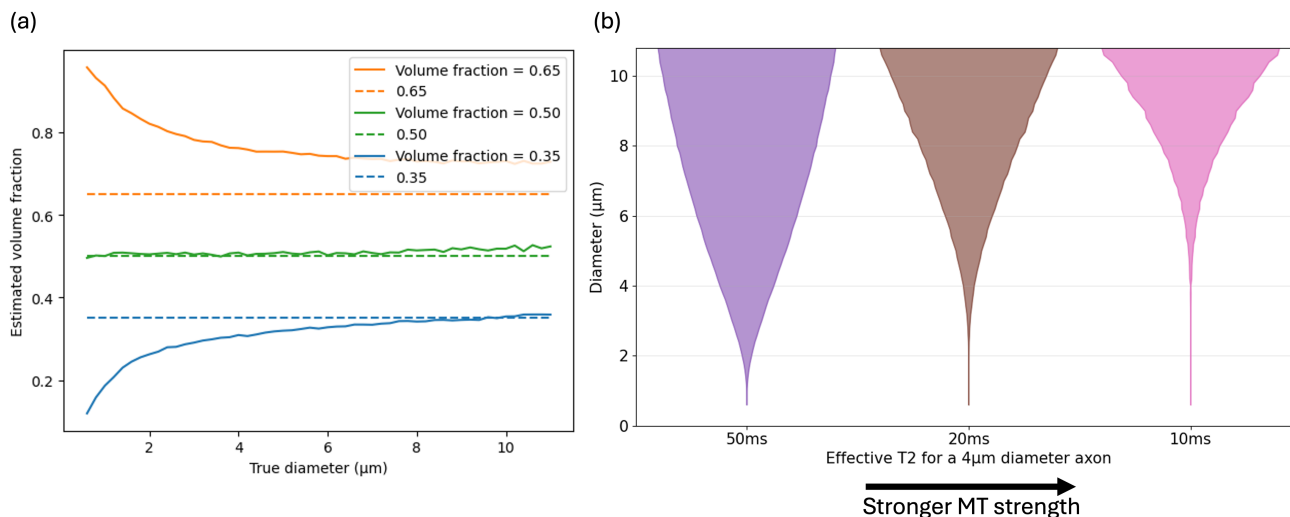 (a)
Estimated volume fraction
0.8
0.6
0.4
0.2
Volume fraction = 0.65
0.65
Volume fraction = 0.50
0.50
Volume fraction = 0.35
0.35
2 4 6 8 10
True diameter (μm)
(b)
Diameter (μm)
10
8
6
4
2
0
50ms 20ms 10ms
Effective T2 for a 4μm diameter axon
Stronger MT strength